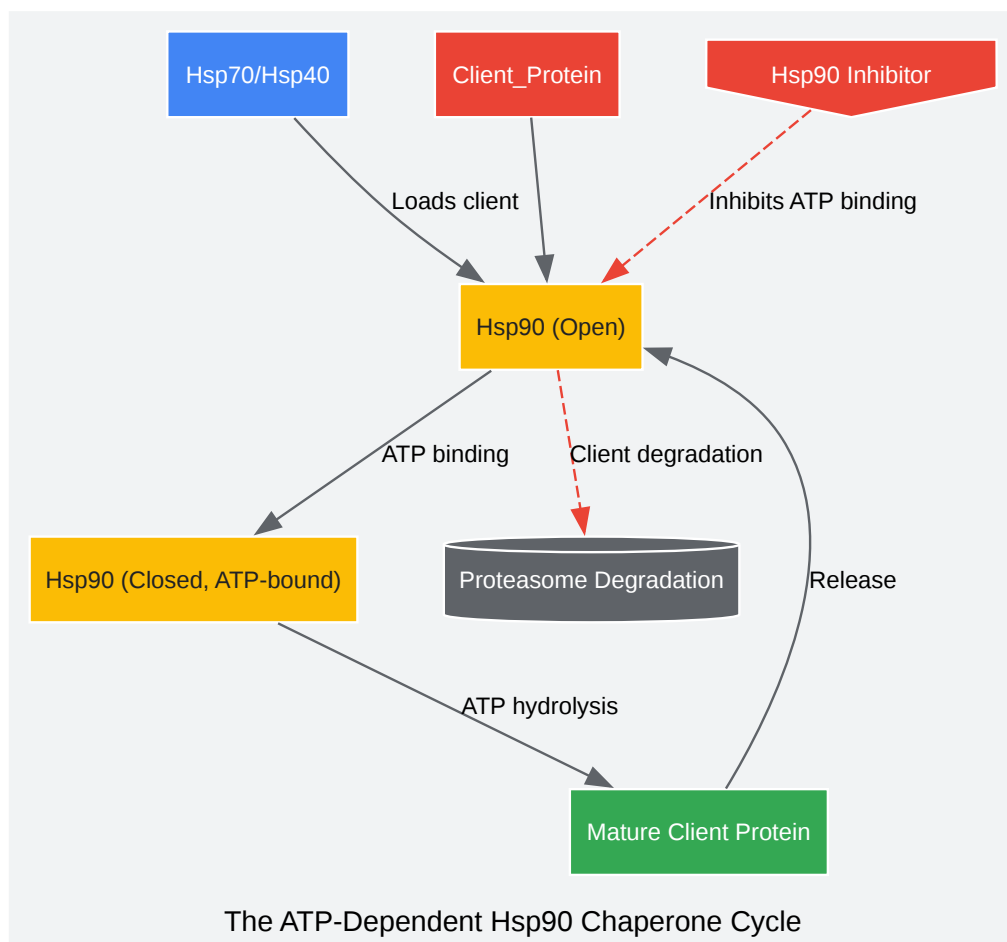 Hsp70/Hsp40
Client_Protein
Hsp90 Inhibitor
Loads client
Inhibits ATP binding
Hsp90 (Open)
ATP binding
Client degradation
Hsp90 (Closed, ATP-bound)
Proteasome Degradation
Release
ATP hydrolysis
Mature Client Protein
The ATP-Dependent Hsp90 Chaperone Cycle